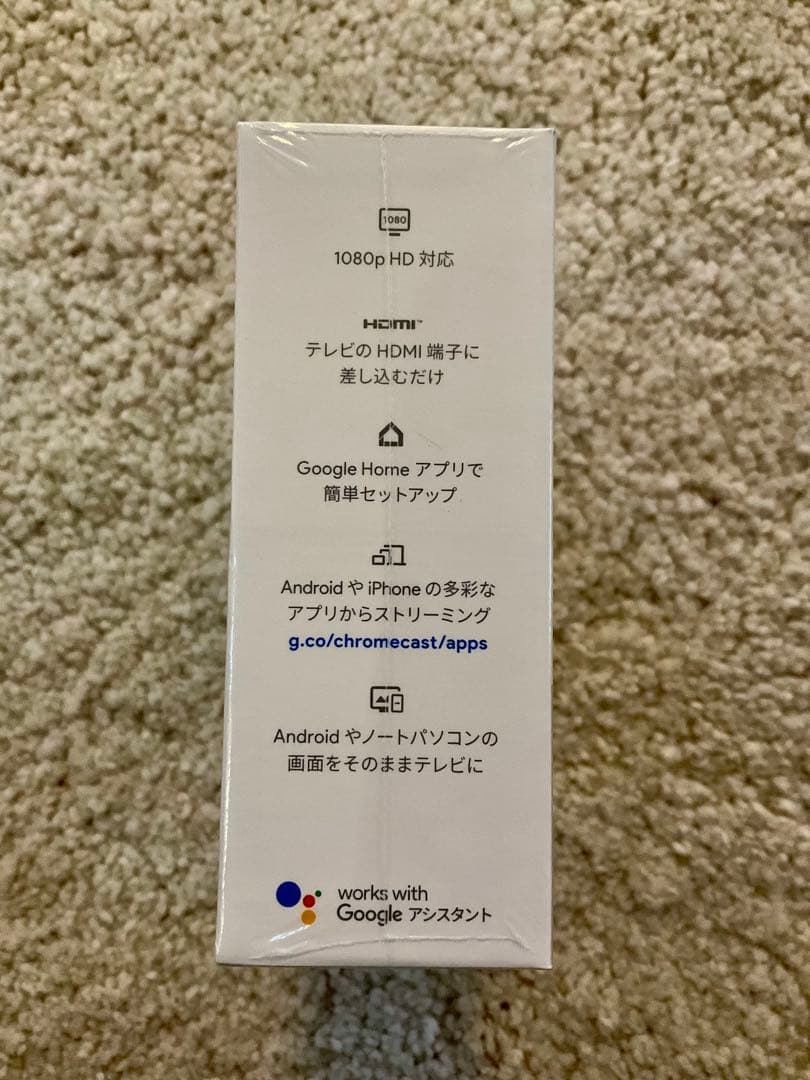 1080
1080p HD 対応
HDMI™
テレビの HDMI 端子に
差し込むだけ
Google Home アプリで
簡単セットアップ
Android や iPhone の多彩な
アプリからストリーミング
g.co/chromecast/apps
Android やノートパソコンの
画面をそのままテレビに
works with
Google アシスタント